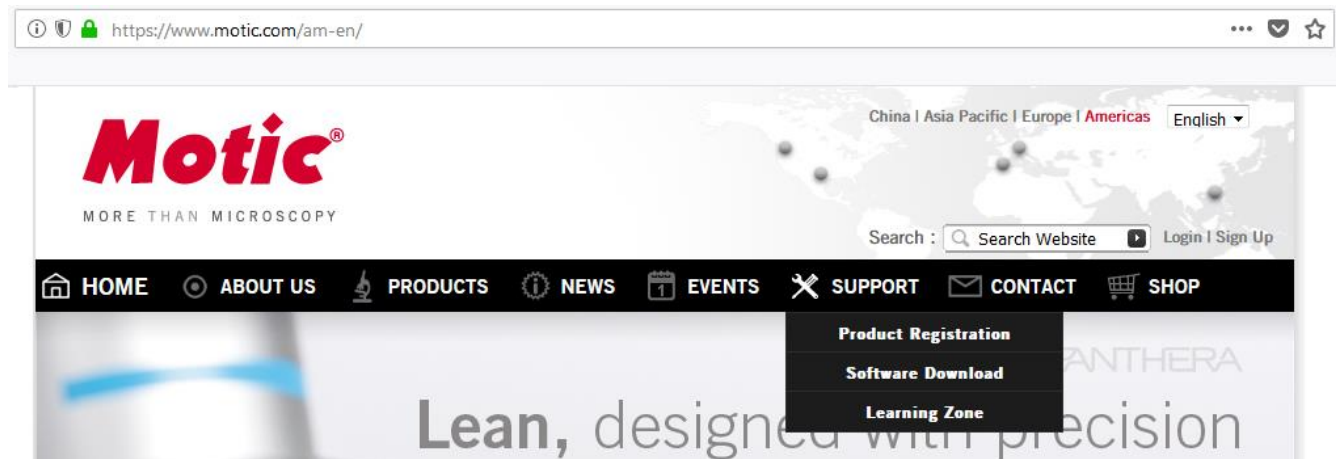 https://www.motic.com/am-en/
China | Asia Pacific | Europe | Americas English
Motic®
MORE THAN MICROSCOPY
Search : Search Website Login | Sign Up
HOME ABOUT US PRODUCTS NEWS 1 EVENTS SUPPORT CONTACT SHOP
Product Registration
ANTHERA
Software Download
Learning Zone
Lean, designed with precision